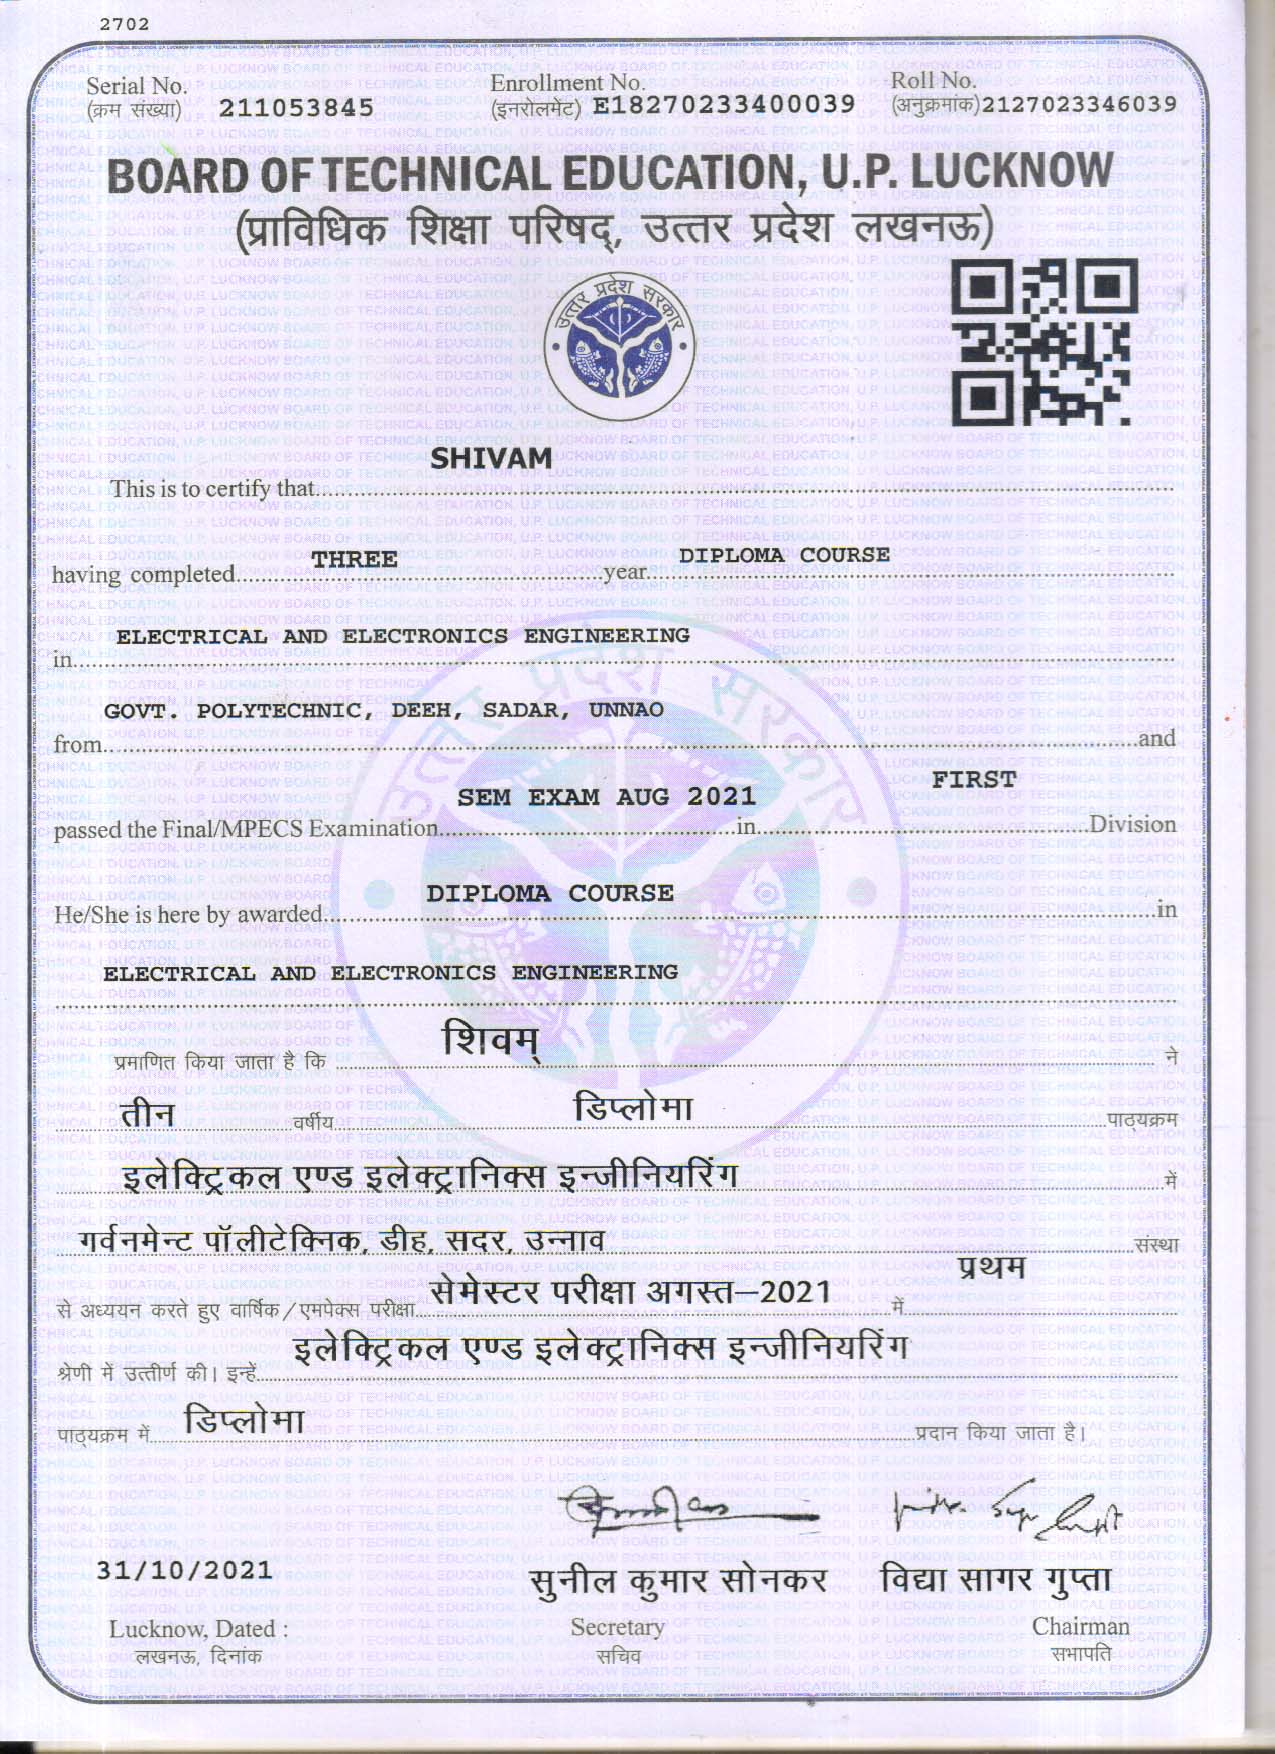 2702
Serial No. Enrollment No. Roll No.
(क्रम संख्या) 211053845 (इनरोलमेंट) E18270233400039 (अनुक्रमांक) 2127023346039
BOARD OF TECHNICAL EDUCATION, U.P. LUCKNOW
(प्राविधिक शिक्षा परिषद्, उत्तर प्रदेश लखनऊ)
उत्तर प्रदेश सरकार
SHIVAM
This is to certify that
THREE DIPLOMA COURSE
having completed year
ELECTRICAL AND ELECTRONICS ENGINEERING
in
GOVT. POLYTECHNIC, DEEH, SADAR, UNNAO
from and
SEM EXAM AUG 2021 FIRST
passed the Final/MPECS Examination in Division
DIPLOMA COURSE
He/She is here by awarded in
ELECTRICAL AND ELECTRONICS ENGINEERING
प्रमाणित किया जाता है कि शिवम् ने
तीन वर्षीय डिप्लोमा पाठ्यक्रम
इलेक्ट्रिकल एण्ड इलेक्ट्रानिक्स इन्जीनियरिंग में
गर्वनमेन्ट पॉलीटेक्निक, डीह, सदर, उन्नाव संस्था
से अध्ययन करते हुए वार्षिक/एमपेक्स परीक्षा सेमेस्टर परीक्षा अगस्त–2021 में प्रथम
श्रेणी में उत्तीर्ण की। इन्हें इलेक्ट्रिकल एण्ड इलेक्ट्रानिक्स इन्जीनियरिंग
पाठ्यक्रम में डिप्लोमा प्रदान किया जाता है।
31/10/2021 सुनील कुमार सोनकर विद्या सागर गुप्ता
Lucknow, Dated : Secretary Chairman
लखनऊ, दिनांक सचिव सभापति